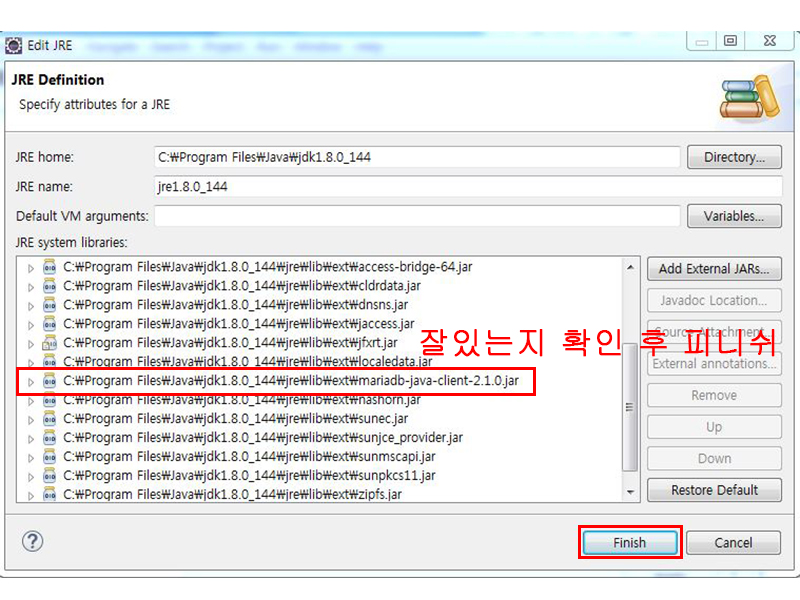 Edit JRE
JRE Definition
Specify attributes for a JRE
JRE home: C:₩Program Files₩Java₩jdk1.8.0_144 Directory...
JRE name: jre1.8.0_144
Default VM arguments: Variables...
JRE system libraries:
C:₩Program Files₩Java₩jdk1.8.0_144₩jre₩lib₩ext₩access-bridge-64.jar
C:₩Program Files₩Java₩jdk1.8.0_144₩jre₩lib₩ext₩cldrdata.jar
C:₩Program Files₩Java₩jdk1.8.0_144₩jre₩lib₩ext₩dnsns.jar
C:₩Program Files₩Java₩jdk1.8.0_144₩jre₩lib₩ext₩jaccess.jar
C:₩Program Files₩Java₩jdk1.8.0_144₩jre₩lib₩ext₩jfxrt.jar
C:₩Program Files₩Java₩jdk1.8.0_144₩jre₩lib₩ext₩localedata.jar
C:₩Program Files₩Java₩jdk1.8.0_144₩jre₩lib₩ext₩mariadb-java-client-2.1.0.jar
C:₩Program Files₩Java₩jdk1.8.0_144₩jre₩lib₩ext₩nashorn.jar
C:₩Program Files₩Java₩jdk1.8.0_144₩jre₩lib₩ext₩sunec.jar
C:₩Program Files₩Java₩jdk1.8.0_144₩jre₩lib₩ext₩sunjce_provider.jar
C:₩Program Files₩Java₩jdk1.8.0_144₩jre₩lib₩ext₩sunmscapi.jar
C:₩Program Files₩Java₩jdk1.8.0_144₩jre₩lib₩ext₩sunpkcs11.jar
C:₩Program Files₩Java₩jdk1.8.0_144₩jre₩lib₩ext₩zipfs.jar
잘있는지 확인 후 피니쉬
Add External JARs...
Javadoc Location...
Source Attachment...
External annotations...
Remove
Up
Down
Restore Default
Finish
Cancel